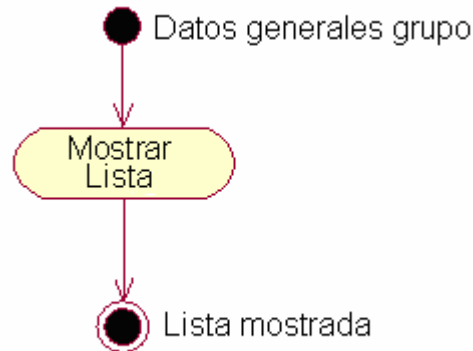 Datos generales grupo
Mostrar
Lista
Lista mostrada